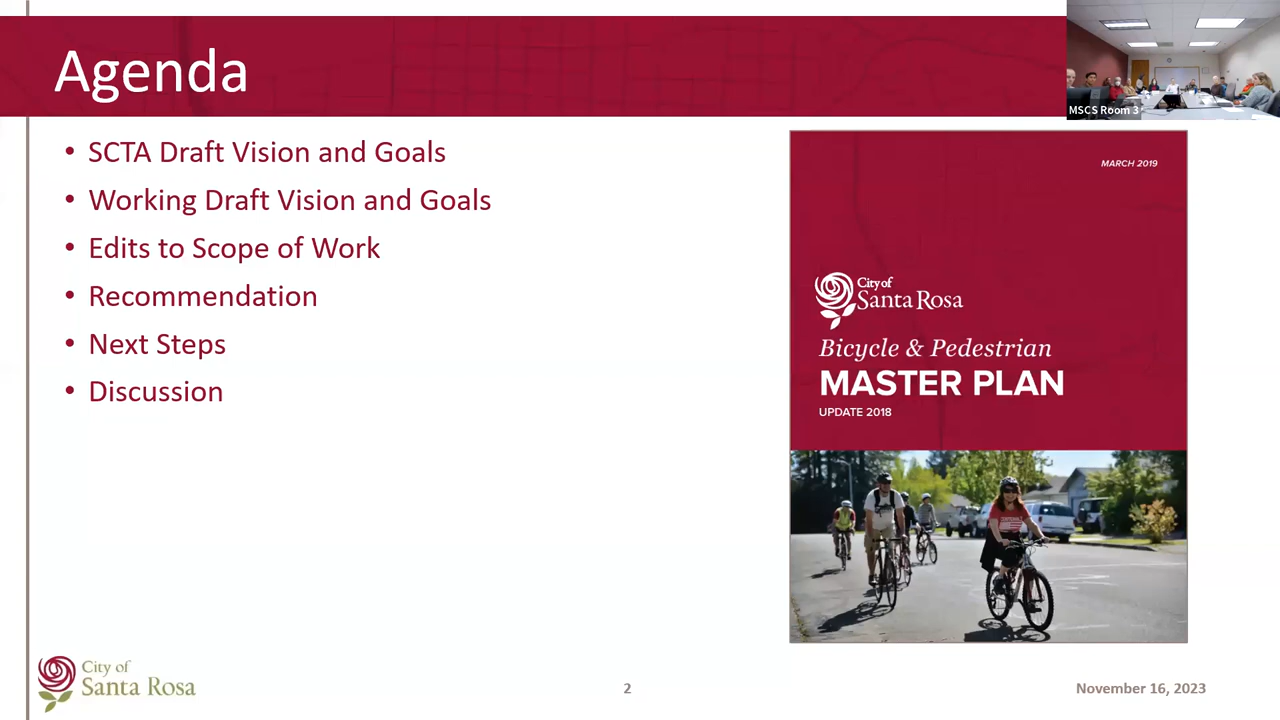 Agenda
MSCS Room 3
• SCTA Draft Vision and Goals
• Working Draft Vision and Goals
• Edits to Scope of Work
• Recommendation
• Next Steps
• Discussion
MARCH 2019
City of
Santa Rosa
Bicycle & Pedestrian
MASTER PLAN
UPDATE 2018
City of
Santa Rosa
2
November 16, 2023